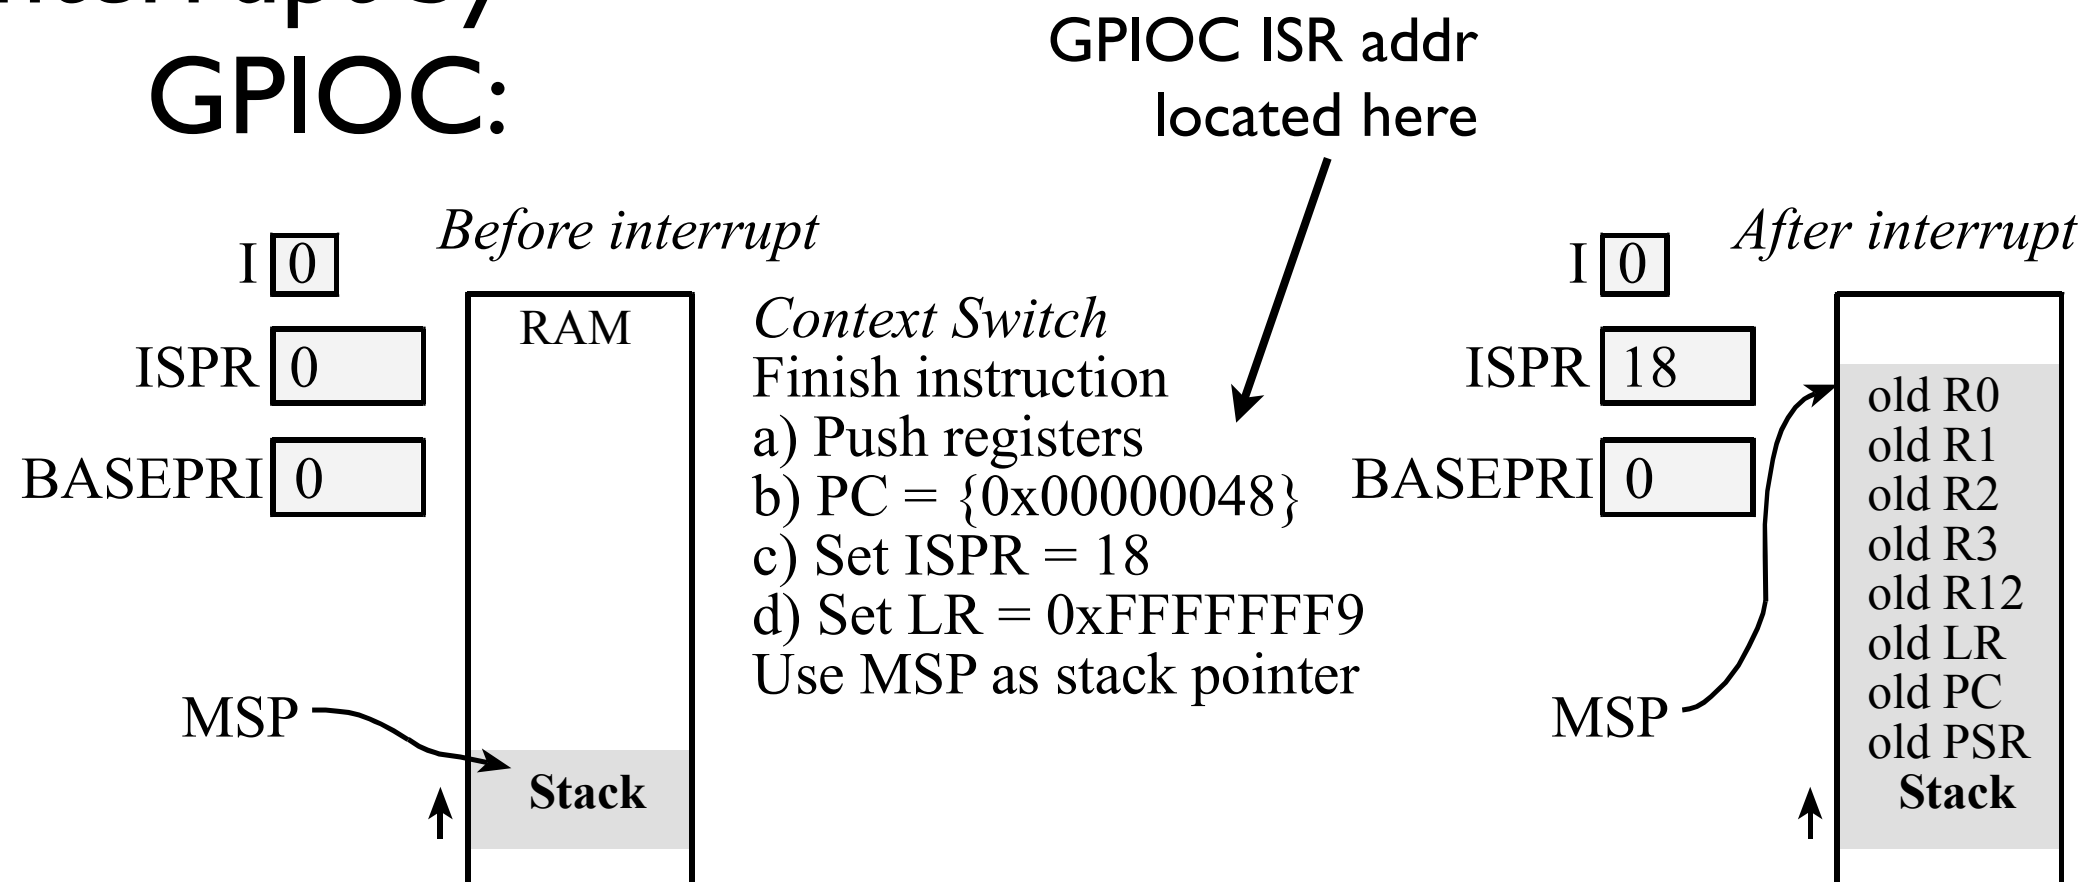 GPIOC:
GPIOC ISR addr
located here
Before interrupt
I 0
ISPR 0
BASEPRI 0
RAM
MSP
Stack
Context Switch
Finish instruction
a) Push registers
b) PC = {0x00000048}
c) Set ISPR = 18
d) Set LR = 0xFFFFFFF9
Use MSP as stack pointer
After interrupt
I 0
ISPR 18
BASEPRI 0
MSP
old R0
old R1
old R2
old R3
old R12
old LR
old PC
old PSR
Stack